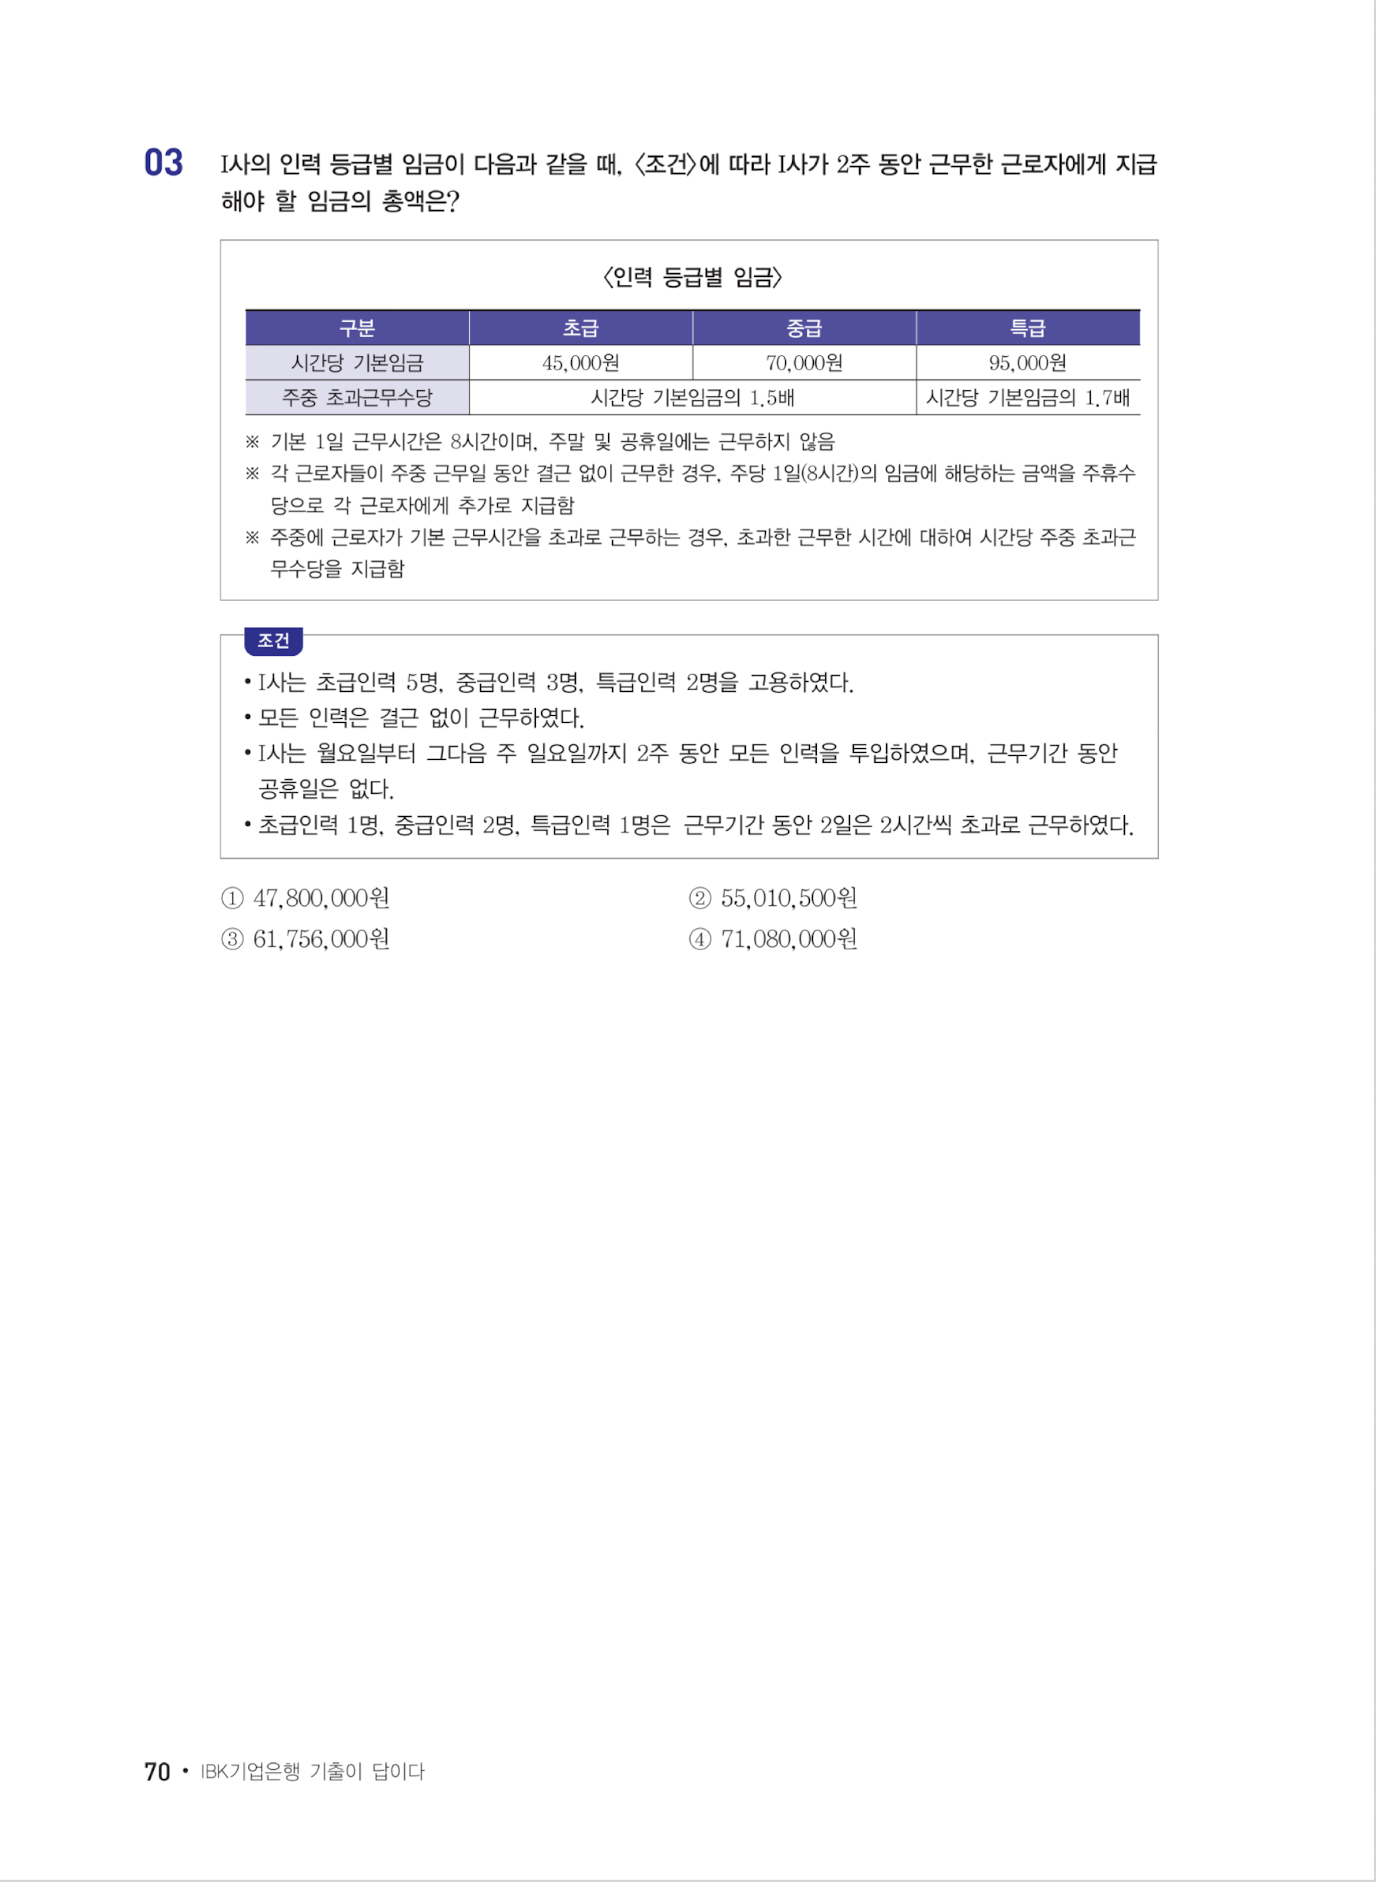 03
I사의 인력 등급별 임금이 다음과 같을 때, 〈조건〉에 따라 I사가 2주 동안 근무한 근로자에게 지급
해야 할 임금의 총액은?
〈인력 등급별 임금〉
구분 초급 중급 특급
시간당 기본임금 45,000원 70,000원 95,000원
주중 초과근무수당 시간당 기본임금의 1.5배 시간당 기본임금의 1.7배
※ 기본 1일 근무시간은 8시간이며, 주말 및 공휴일에는 근무하지 않음
※ 각 근로자들이 주중 근무일 동안 결근 없이 근무한 경우, 주당 1일(8시간)의 임금에 해당하는 금액을 주휴수
당으로 각 근로자에게 추가로 지급함
※ 주중에 근로자가 기본 근무시간을 초과로 근무하는 경우, 초과한 근무한 시간에 대하여 시간당 주중 초과근
무수당을 지급함
조건
• I사는 초급인력 5명, 중급인력 3명, 특급인력 2명을 고용하였다.
• 모든 인력은 결근 없이 근무하였다.
• I사는 월요일부터 그다음 주 일요일까지 2주 동안 모든 인력을 투입하였으며, 근무기간 동안
공휴일은 없다.
• 초급인력 1명, 중급인력 2명, 특급인력 1명은 근무기간 동안 2일은 2시간씩 초과로 근무하였다.
① 47,800,000원 ② 55,010,500원
③ 61,756,000원 ④ 71,080,000원
70 • IBK기업은행 기출이 답이다